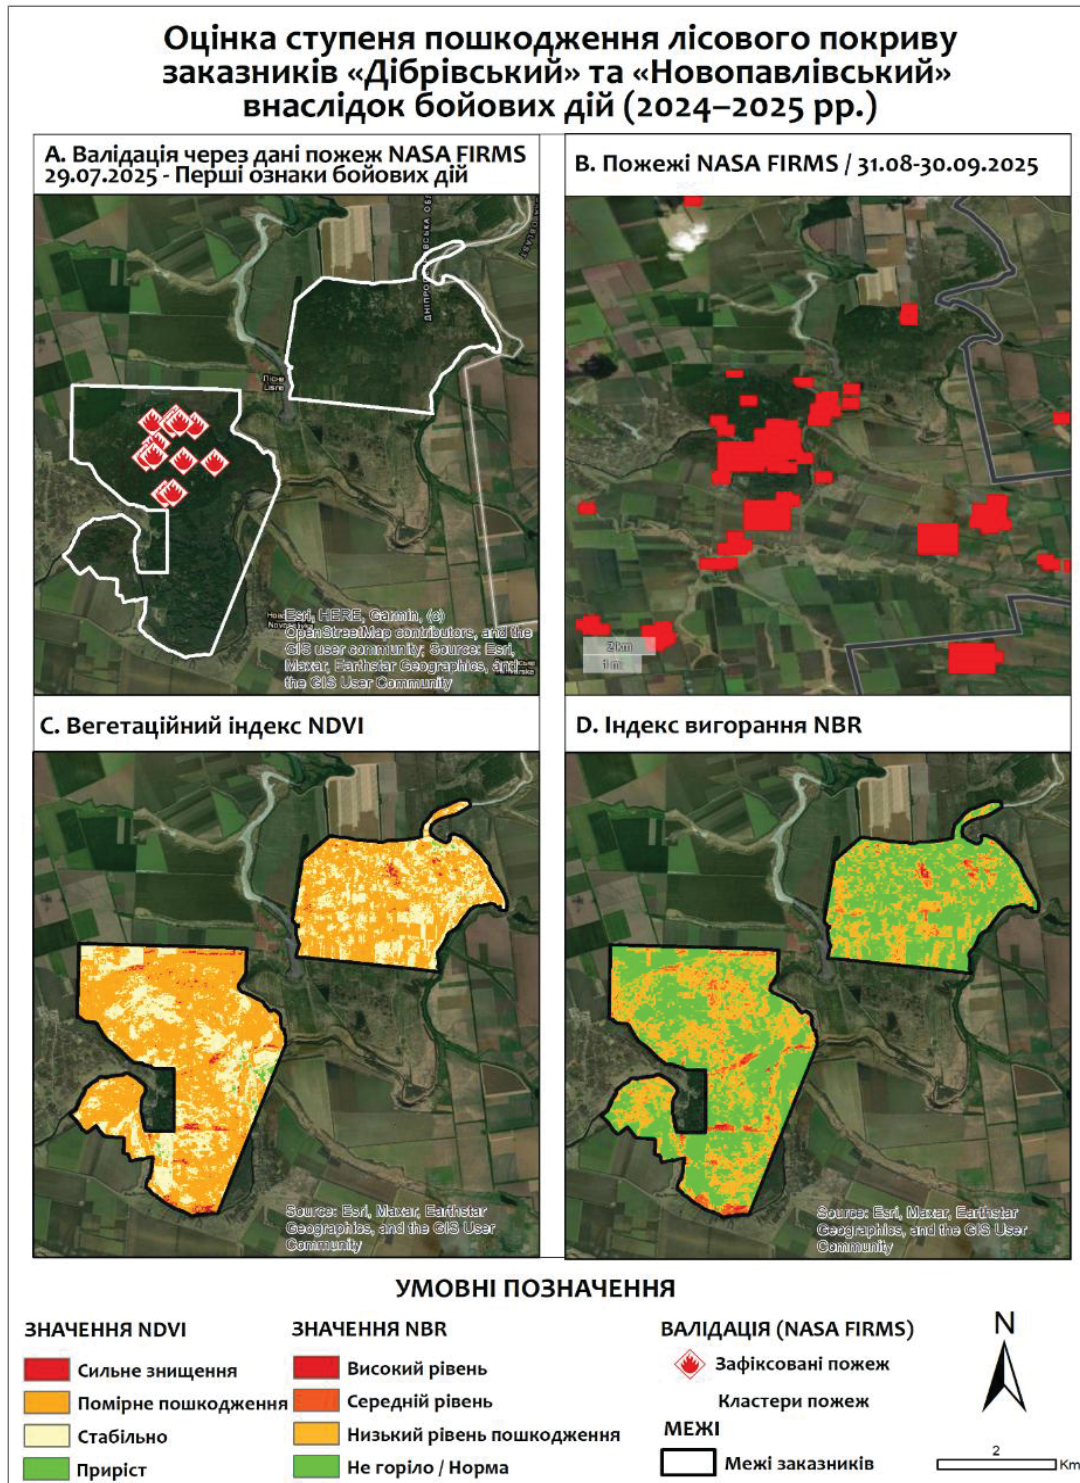 Оцінка ступеня пошкодження лісового покриву
заказників «Дібрівський» та «Новопавлівський»
внаслідок бойових дій (2024–2025 рр.)
A. Валідація через дані пожеж NASA FIRMS
29.07.2025 - Перші ознаки бойових дій
B. Пожежі NASA FIRMS / 31.08-30.09.2025
Esri, HERE, Garmin, (c)
OpenStreetMap contributors, and the
GIS user community; Source: Esri,
Maxar, Earthstar Geographics, and
the GIS User Community
2 km
1 mi
C. Вегетаційний індекс NDVI
D. Індекс вигорання NBR
Source: Esri, Maxar, Earthstar
Geographics, and the GIS User
Community
Source: Esri, Maxar, Earthstar
Geographics, and the GIS User
Community
УМОВНІ ПОЗНАЧЕННЯ
ЗНАЧЕННЯ NDVI
Сильне знищення
Помірне пошкодження
Стабільно
Приріст
ЗНАЧЕННЯ NBR
Високий рівень
Середній рівень
Низький рівень пошкодження
Не горіло / Норма
ВАЛІДАЦІЯ (NASA FIRMS)
Зафіксовані пожеж
Кластери пожеж
МЕЖІ
Межі заказників
N
2
Km